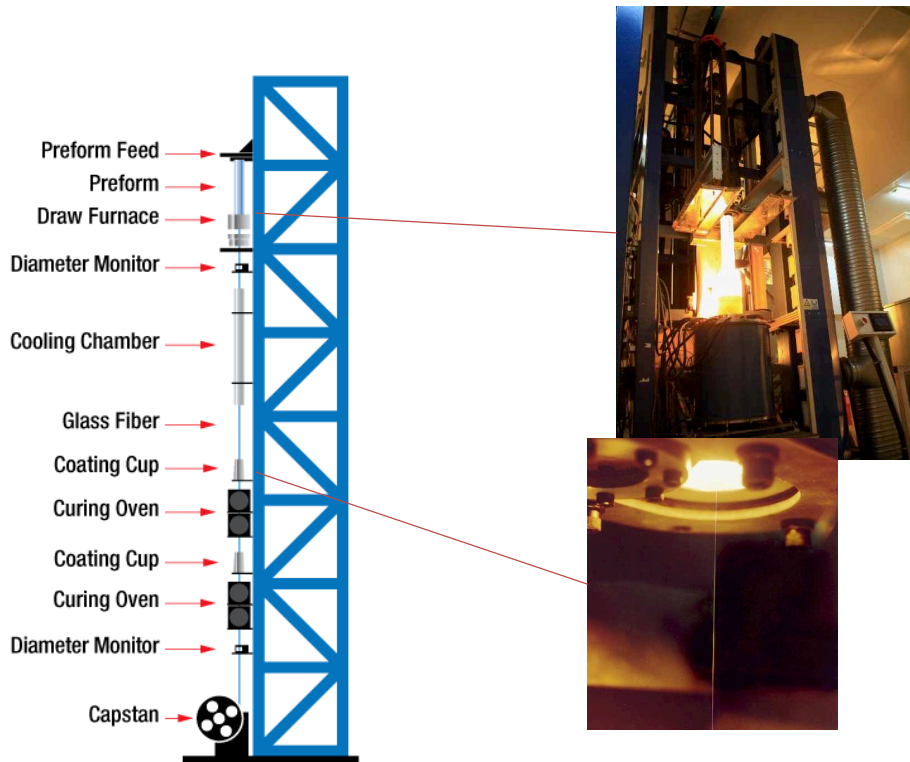 Preform Feed
Preform
Draw Furnace
Diameter Monitor
Cooling Chamber
Glass Fiber
Coating Cup
Curing Oven
Coating Cup
Curing Oven
Diameter Monitor
Capstan